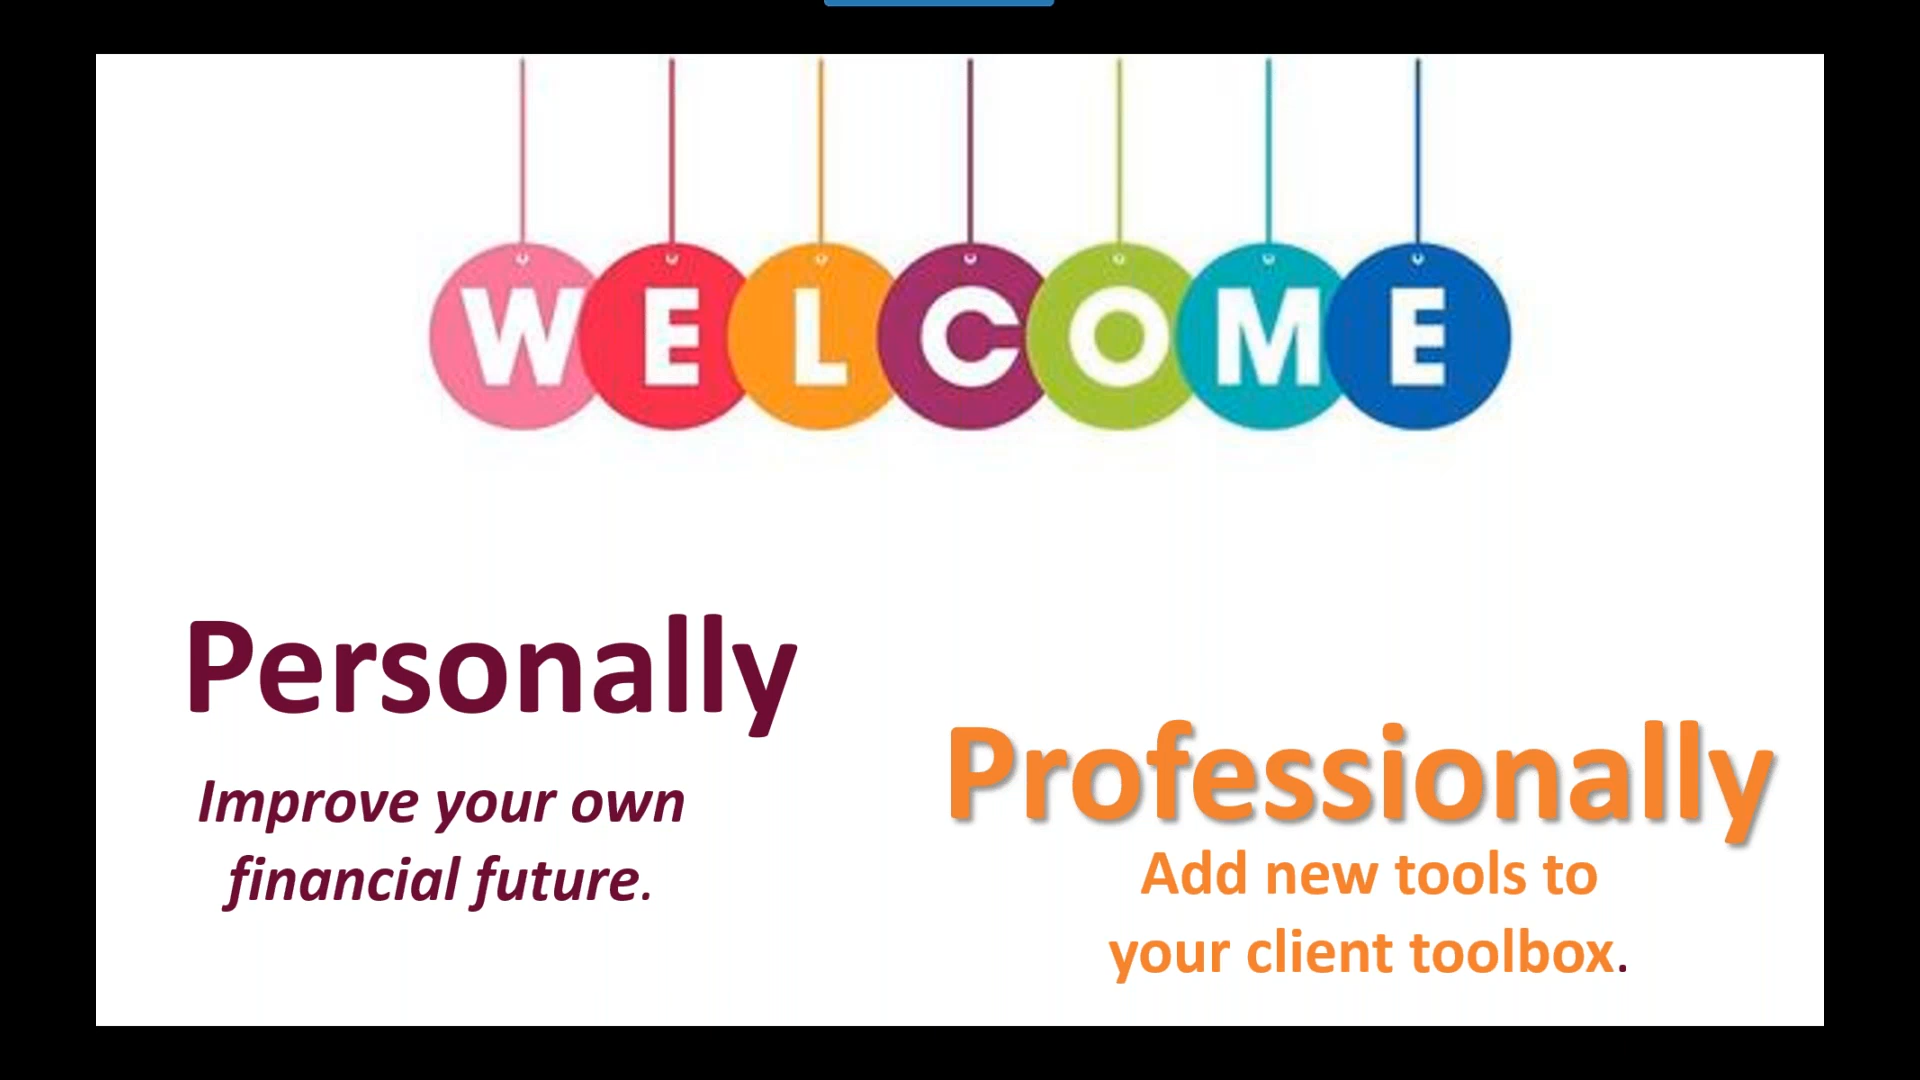 WELCOME
Personally
Improve your own
financial future.
Professionally
Add new tools to
your client toolbox.